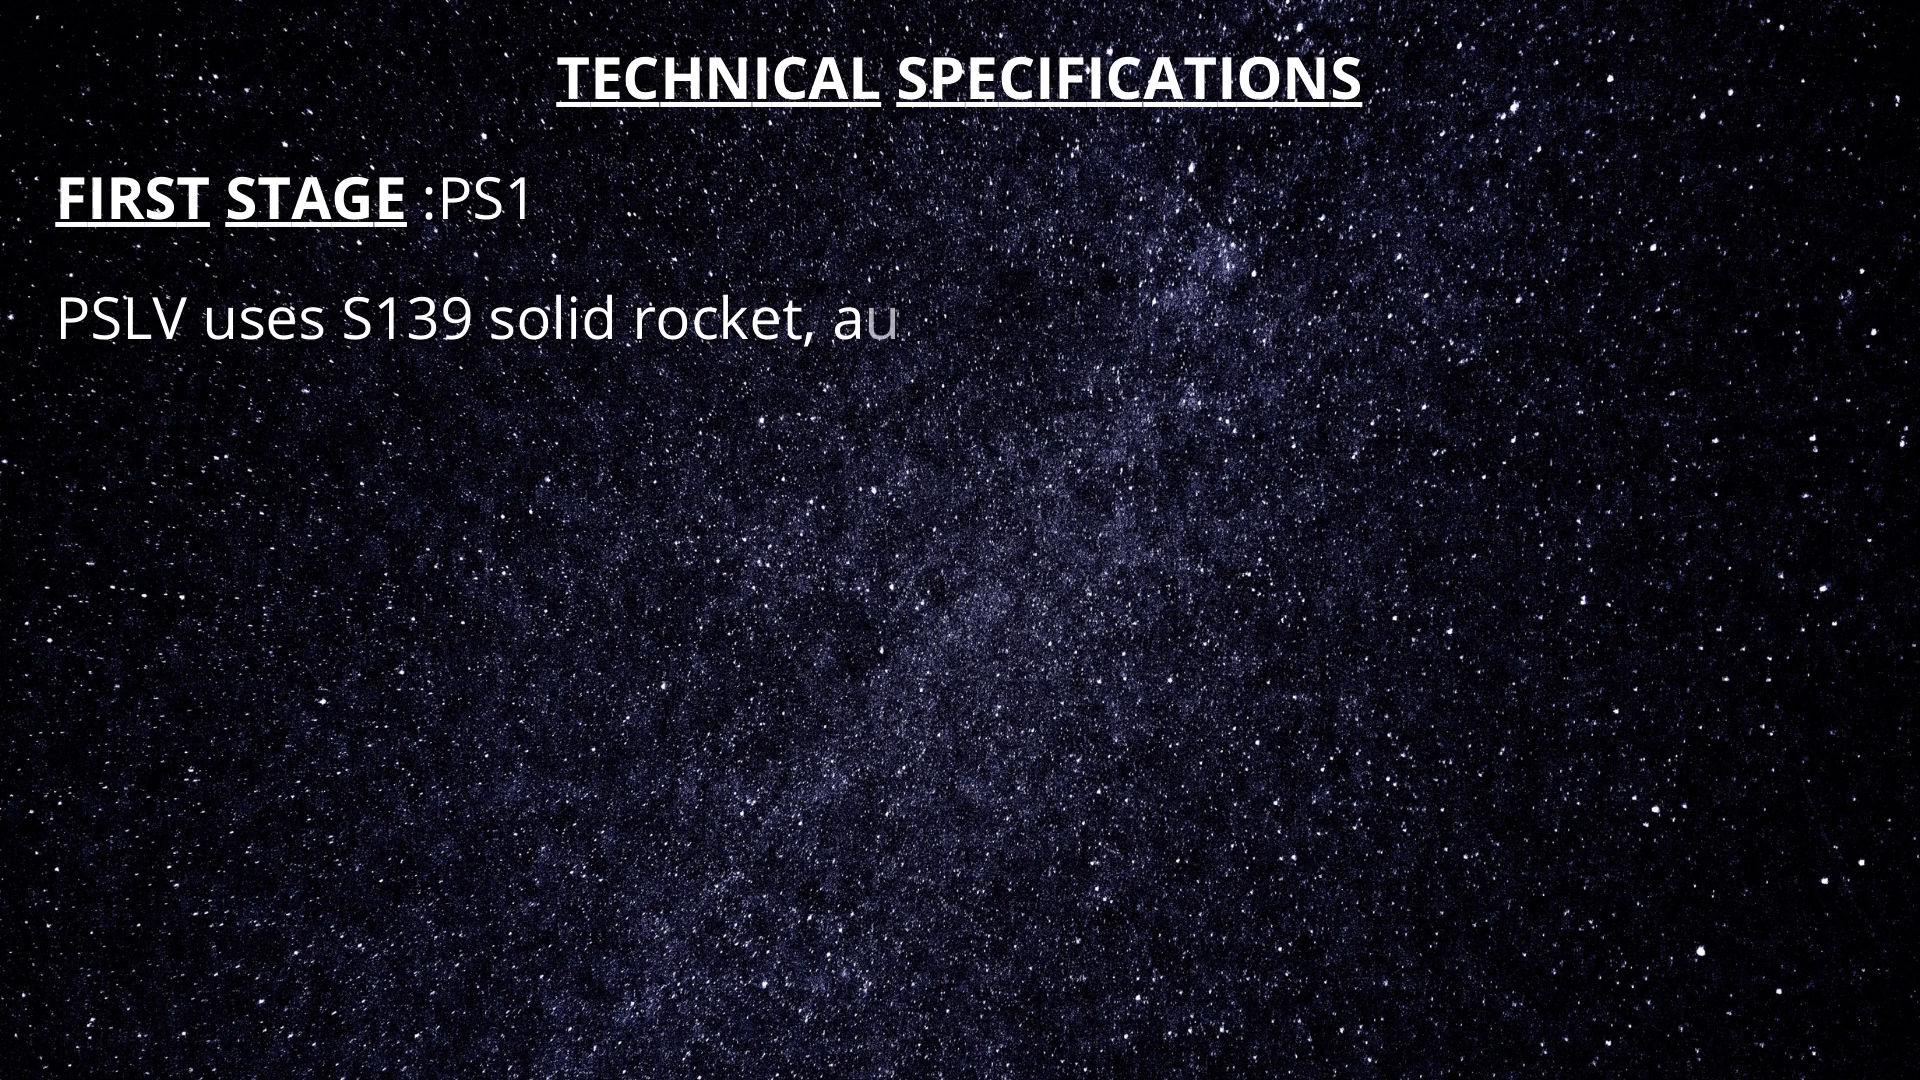 TECHNICAL SPECIFICATIONS
FIRST STAGE :PS1
PSLV uses S139 solid rocket, au